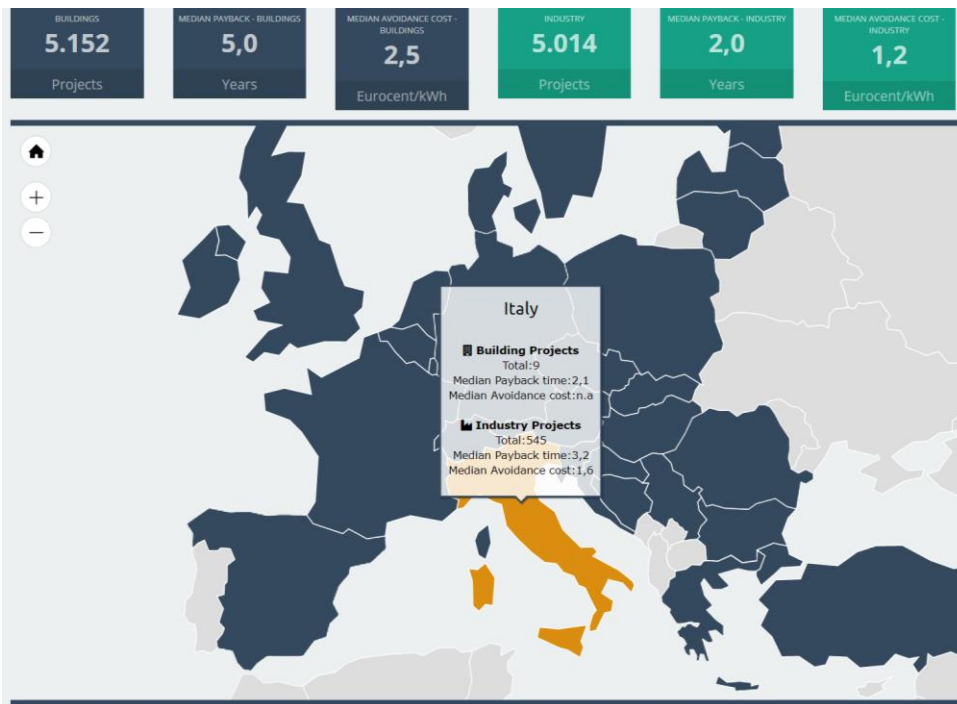 BUILDINGS
5.152
Projects
MEDIAN PAYBACK - BUILDINGS
5,0
Years
MEDIAN AVOIDANCE COST -
BUILDINGS
2,5
Eurocent/kWh
INDUSTRY
5.014
Projects
MEDIAN PAYBACK - INDUSTRY
2,0
Years
MEDIAN AVOIDANCE COST -
INDUSTRY
1,2
Eurocent/kWh
Italy
Building Projects
Total:9
Median Payback time:2,1
Median Avoidance cost:n.a
Industry Projects
Total:545
Median Payback time:3,2
Median Avoidance cost:1,6